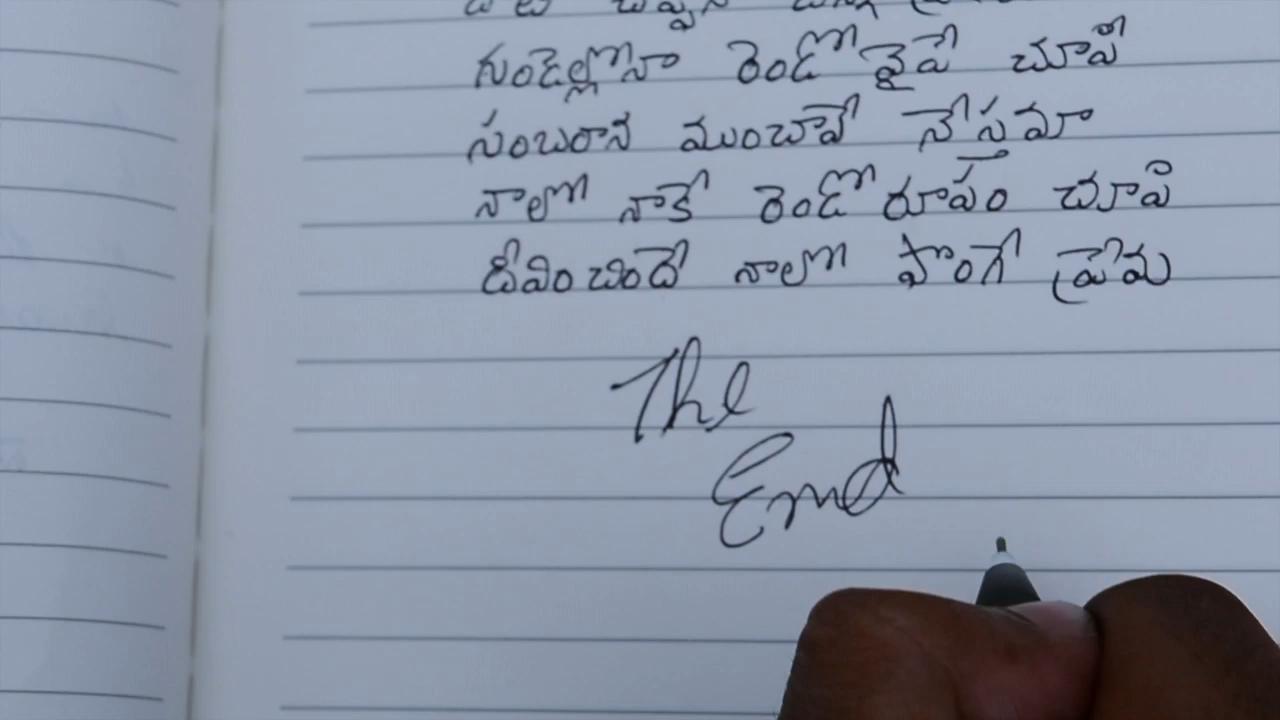 గుండెల్లోనా రెండో వైపే చూపి
సంబరాన ముంచావే నేస్తమా
నాలో నాకే రెండో రూపం చూపి
దీవించిందే నాలో పొంగే ప్రేమ
The
End